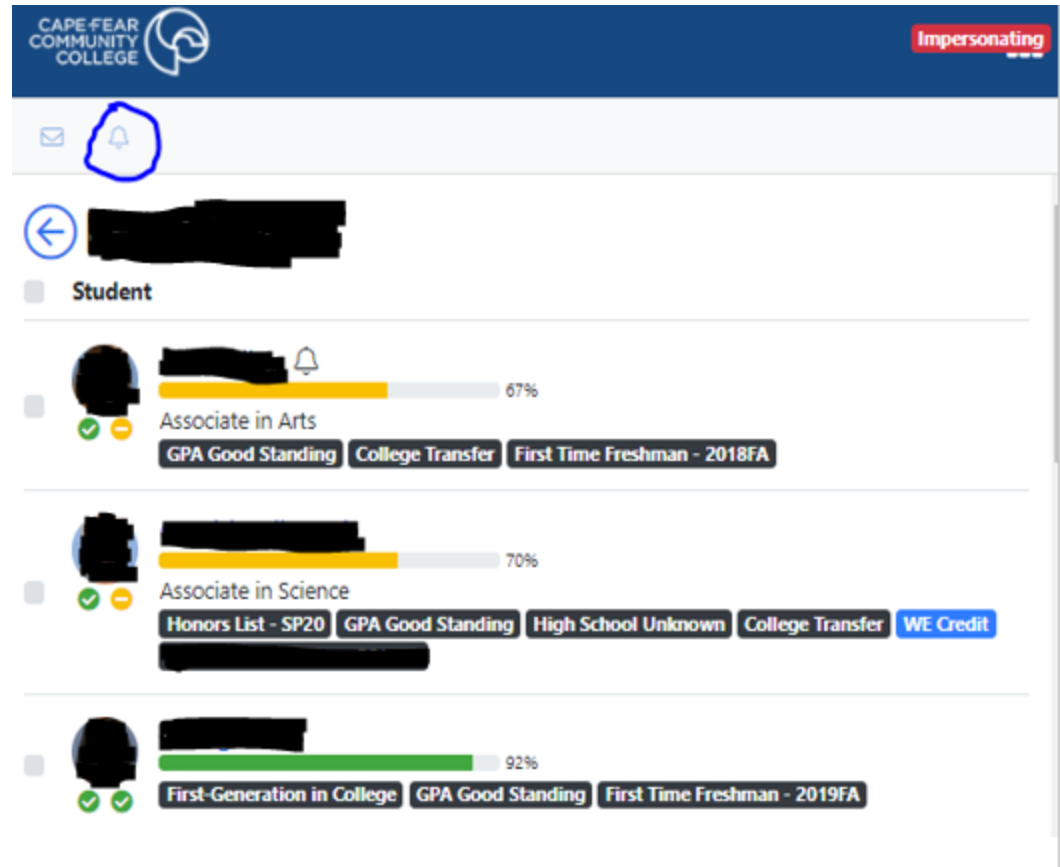 CAPE FEAR
COMMUNITY
COLLEGE
Impersonating
Student
67%
Associate in Arts
GPA Good Standing College Transfer First Time Freshman - 2018FA
70%
Associate in Science
Honors List - SP20 GPA Good Standing High School Unknown College Transfer WE Credit
92%
First-Generation in College GPA Good Standing First Time Freshman - 2019FA